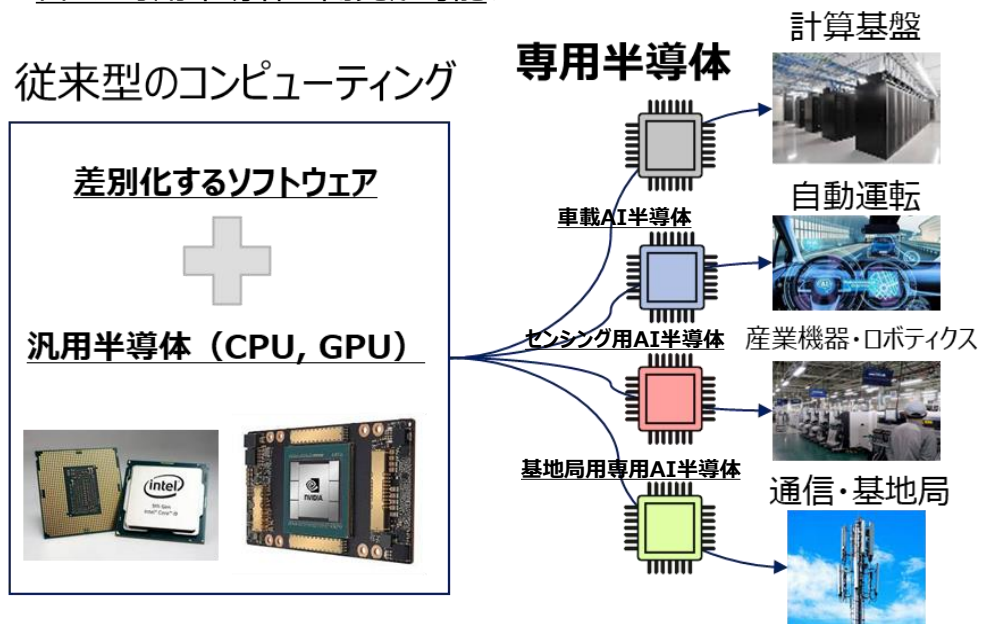 計算基盤
専用半導体
従来型のコンピューティング
差別化するソフトウェア
自動運転
車載AI半導体
AI
汎用半導体（CPU, GPU）
センシング用AI半導体
産業機器・ロボティクス
基地局用専用AI半導体
通信・基地局
intel
NVIDIA